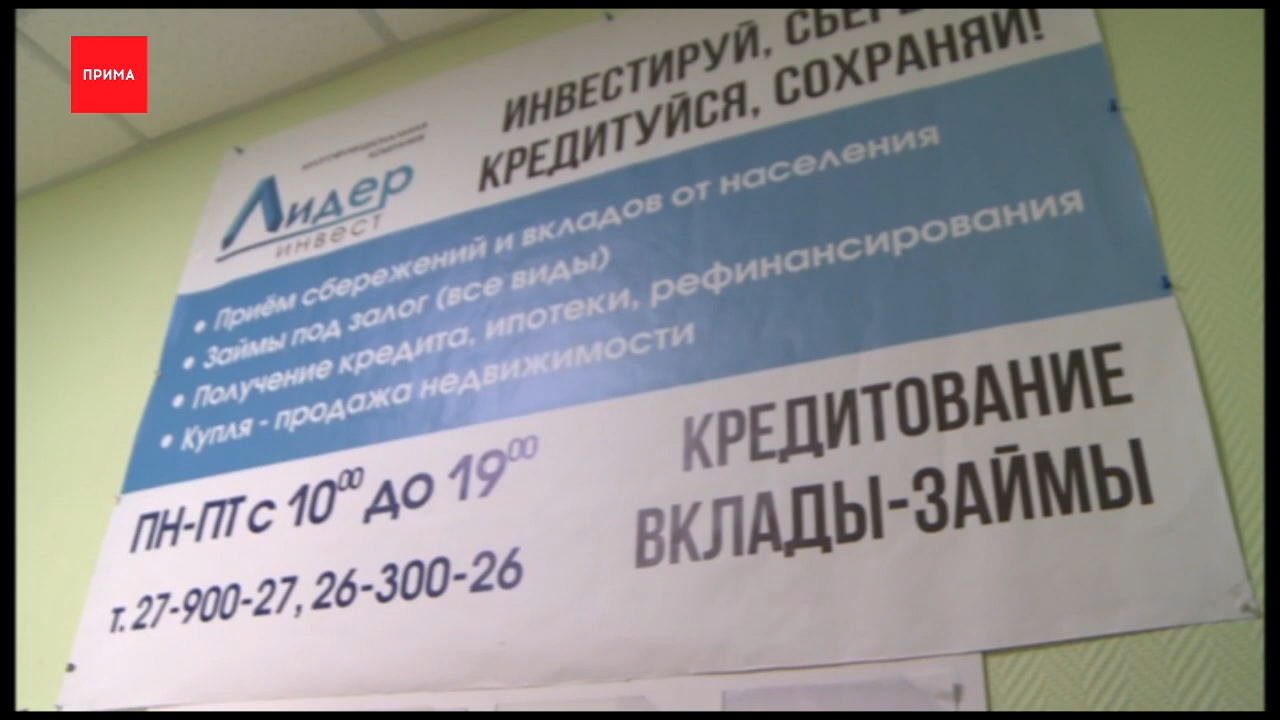 ПРИМА
ИНВЕСТИРУЙ,
КРЕДИТУЙСЯ, СОХРАНЯЙ!
КОМПАНИЯ
Лидер
инвест
• Приём сбережений и вкладов от населения
• Займы под залог (все виды)
• Получение кредита, ипотеки, рефинансирования
• Купля - продажа недвижимости
ПН-ПТ с 10⁰⁰ до 19⁰⁰
т. 27-900-27, 26-300-26
КРЕДИТОВАНИЕ
ВКЛАДЫ-ЗАЙМЫ